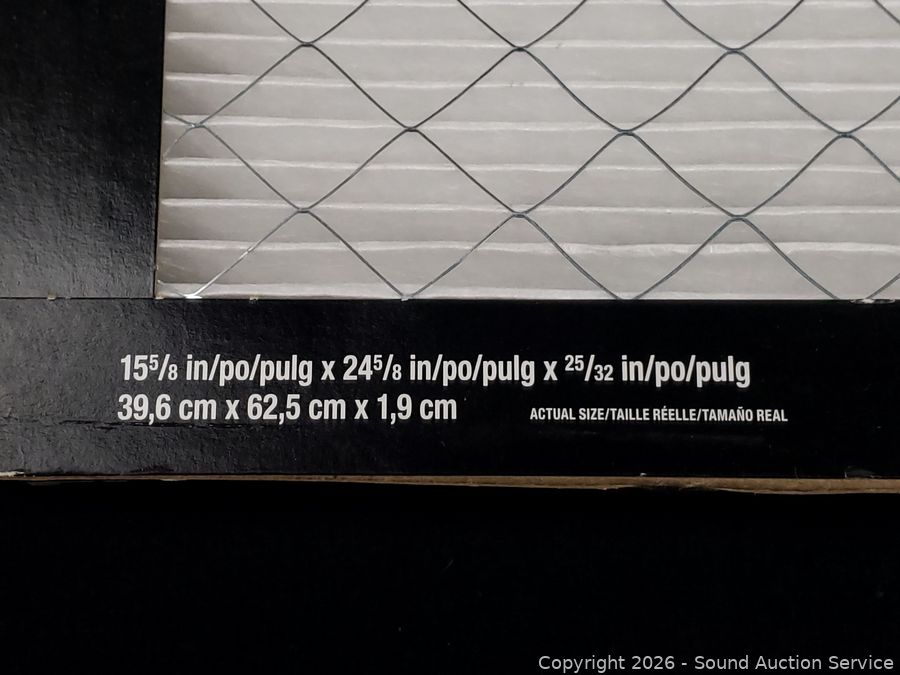 15⁵/₈ in/po/pulg x 24⁵/₈ in/po/pulg x ²⁵/₃₂ in/po/pulg
39,6 cm x 62,5 cm x 1,9 cm
ACTUAL SIZE/TAILLE RÉELLE/TAMAÑO REAL
Copyright 2026 - Sound Auction Service